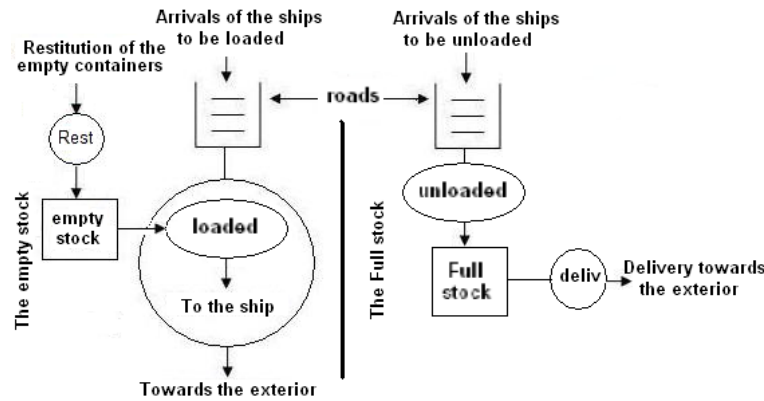 Arrivals of the ships
to be loaded
Arrivals of the ships
to be unloaded
Restitution of the
empty containers
roads
Rest
unloaded
The empty stock
empty
stock
loaded
The Full stock
Full
stock
deliv
Delivery towards
the exterior
To the ship
Towards the exterior